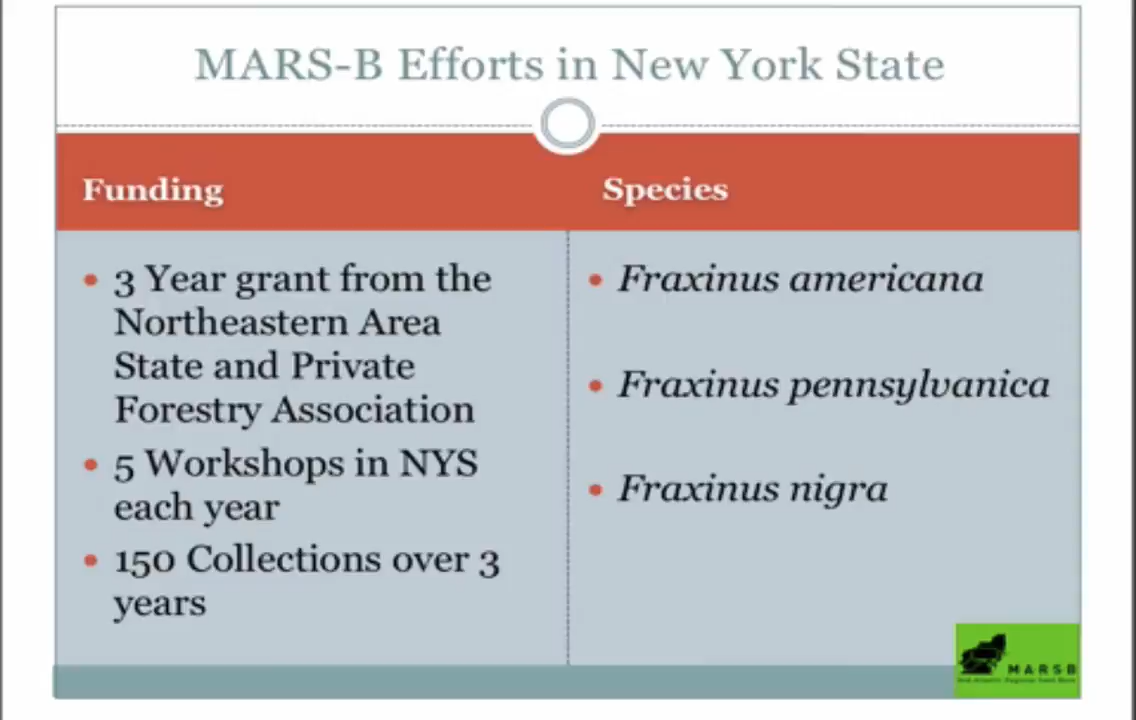 MARS-B Efforts in New York State
Funding
3 Year grant from the
Northeastern Area
State and Private
Forestry Association
5 Workshops in NYS
each year
150 Collections over 3
years
Species
Fraxinus americana
Fraxinus pennsylvanica
Fraxinus nigra
MARSB